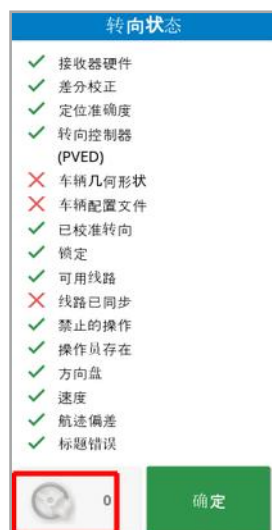 转向状态
接收器硬件
差分校正
定位准确度
转向控制器
(PVED)
车辆几何形状
车辆配置文件
已校准转向
锁定
可用线路
线路已同步
禁止的操作
操作员存在
方向盘
速度
航迹偏差
标题错误
0
确定